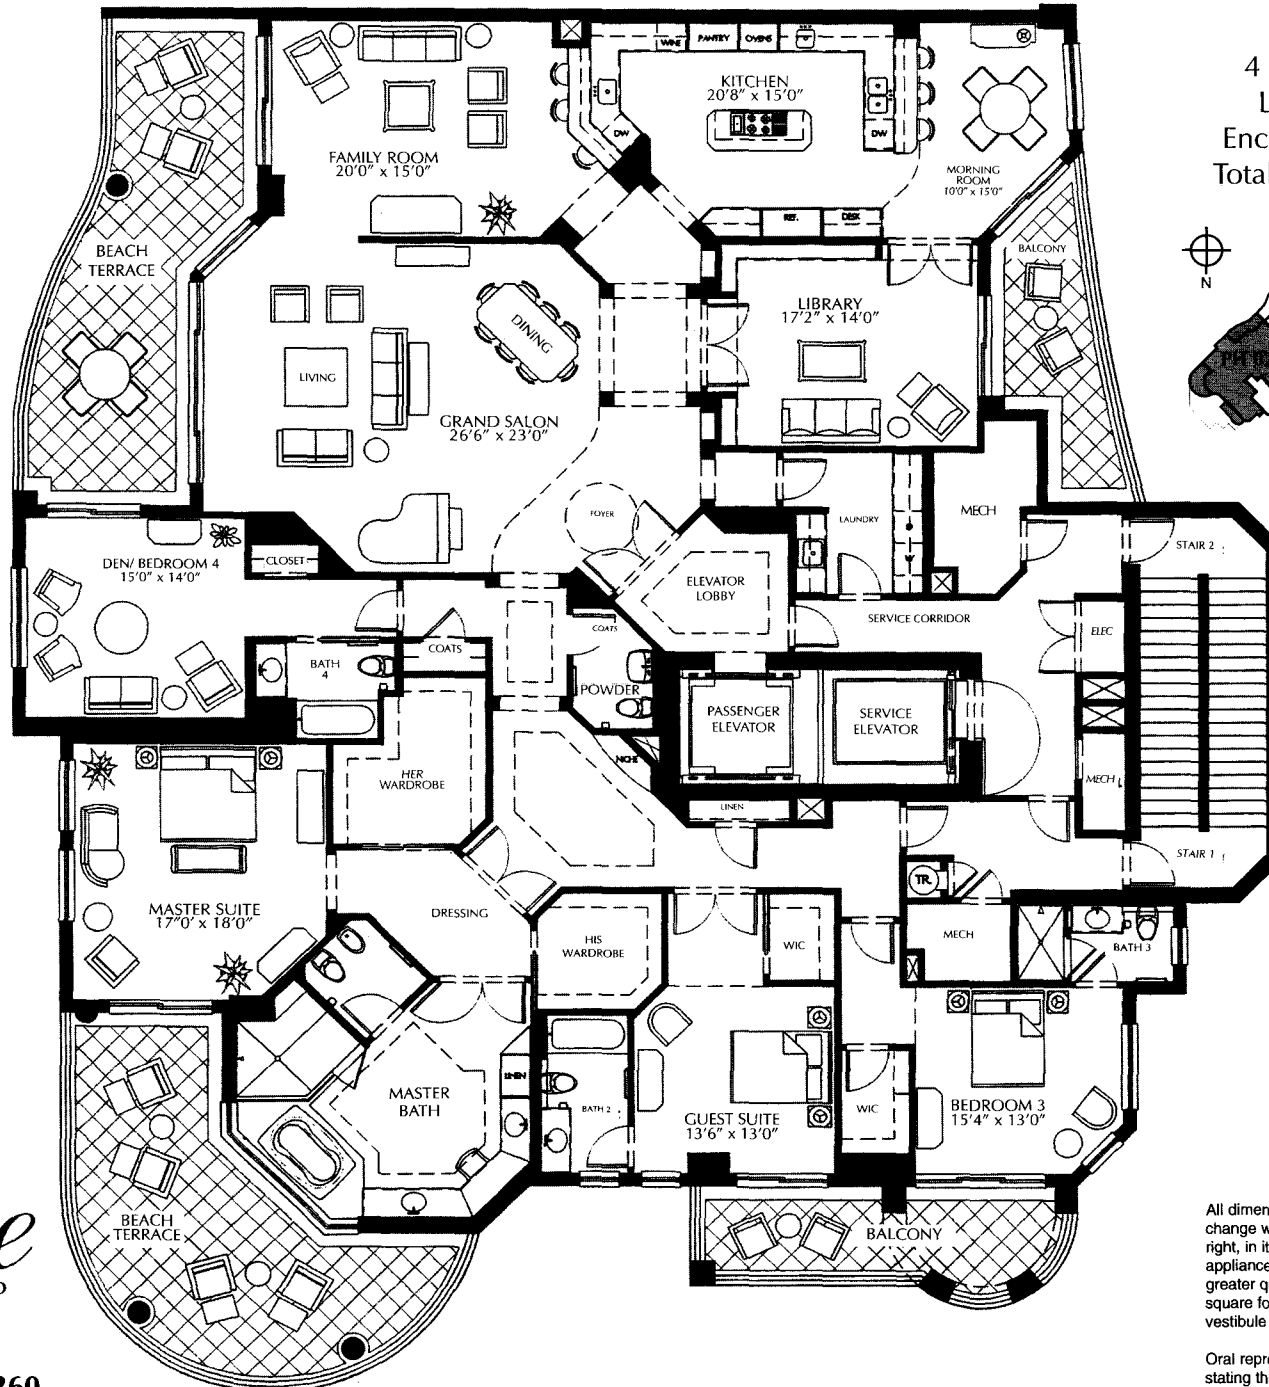 4
L
Enc
Total
N
WINE
PANTRY
OVENS
KITCHEN
20'8" x 15'0"
DW
DW
FAMILY ROOM
20'0" x 15'0"
MORNING
ROOM
10'0" x 15'0"
REF.
DESK
BEACH
TERRACE
BALCONY
LIBRARY
17'2" x 14'0"
DINING
LIVING
GRAND SALON
26'6" x 23'0"
FOYER
LAUNDRY
MECH
STAIR 2
DEN/ BEDROOM 4
15'0" x 14'0"
CLOSET
ELEVATOR
LOBBY
SERVICE CORRIDOR
ELEC
COATS
COATS
BATH
4
POWDER
PASSENGER
ELEVATOR
SERVICE
ELEVATOR
NICHE
HER
WARDROBE
MECH
LINEN
STAIR 1
TR.
MASTER SUITE
17"0' x 18'0"
DRESSING
HIS
WARDROBE
WIC
MECH
BATH 3
LINEN
MASTER
BATH
BATH 2
GUEST SUITE
13'6" x 13'0"
WIC
BEDROOM 3
15'4" x 13'0"
BEACH
TERRACE
BALCONY
e
All dimen
change w
right, in it
appliance
greater q
square fo
vestibule
Oral repr
stating th
260